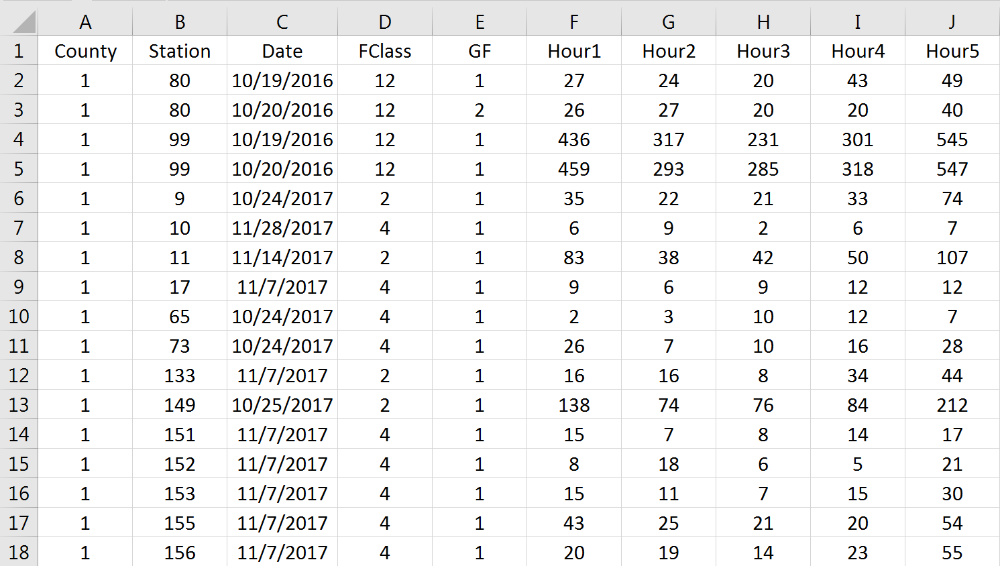 A B C D E F G H I J
1 County Station Date FClass GF Hour1 Hour2 Hour3 Hour4 Hour5
2 1 80 10/19/2016 12 1 27 24 20 43 49
3 1 80 10/20/2016 12 2 26 27 20 20 40
4 1 99 10/19/2016 12 1 436 317 231 301 545
5 1 99 10/20/2016 12 1 459 293 285 318 547
6 1 9 10/24/2017 2 1 35 22 21 33 74
7 1 10 11/28/2017 4 1 6 9 2 6 7
8 1 11 11/14/2017 2 1 83 38 42 50 107
9 1 17 11/7/2017 4 1 9 6 9 12 12
10 1 65 10/24/2017 4 1 2 3 10 12 7
11 1 73 10/24/2017 4 1 26 7 10 16 28
12 1 133 11/7/2017 2 1 16 16 8 34 44
13 1 149 10/25/2017 2 1 138 74 76 84 212
14 1 151 11/7/2017 4 1 15 7 8 14 17
15 1 152 11/7/2017 4 1 8 18 6 5 21
16 1 153 11/7/2017 4 1 15 11 7 15 30
17 1 155 11/7/2017 4 1 43 25 21 20 54
18 1 156 11/7/2017 4 1 20 19 14 23 55